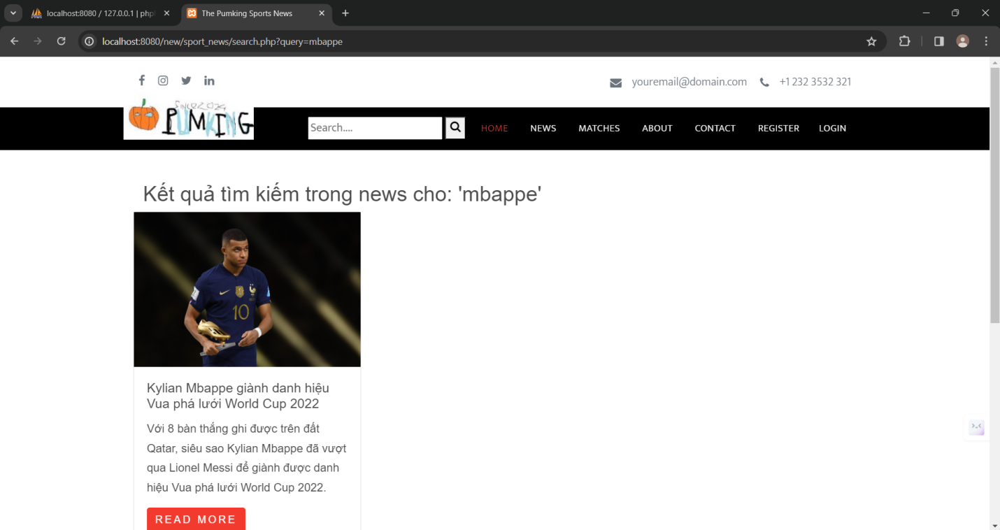 localhost:8080 / 127.0.0.1 | php
The Pumking Sports News
localhost:8080/new/sport_news/search.php?query=mbappe
youremail@domain.com
+1 232 3532 321
SINCE2024
PUMKING
Search....
HOME
NEWS
MATCHES
ABOUT
CONTACT
REGISTER
LOGIN
Kết quả tìm kiếm trong news cho: 'mbappe'
10
Kylian Mbappe giành danh hiệu
Vua phá lưới World Cup 2022
Với 8 bàn thắng ghi được trên đất
Qatar, siêu sao Kylian Mbappe đã vượt
qua Lionel Messi để giành được danh
hiệu Vua phá lưới World Cup 2022.
READ MORE